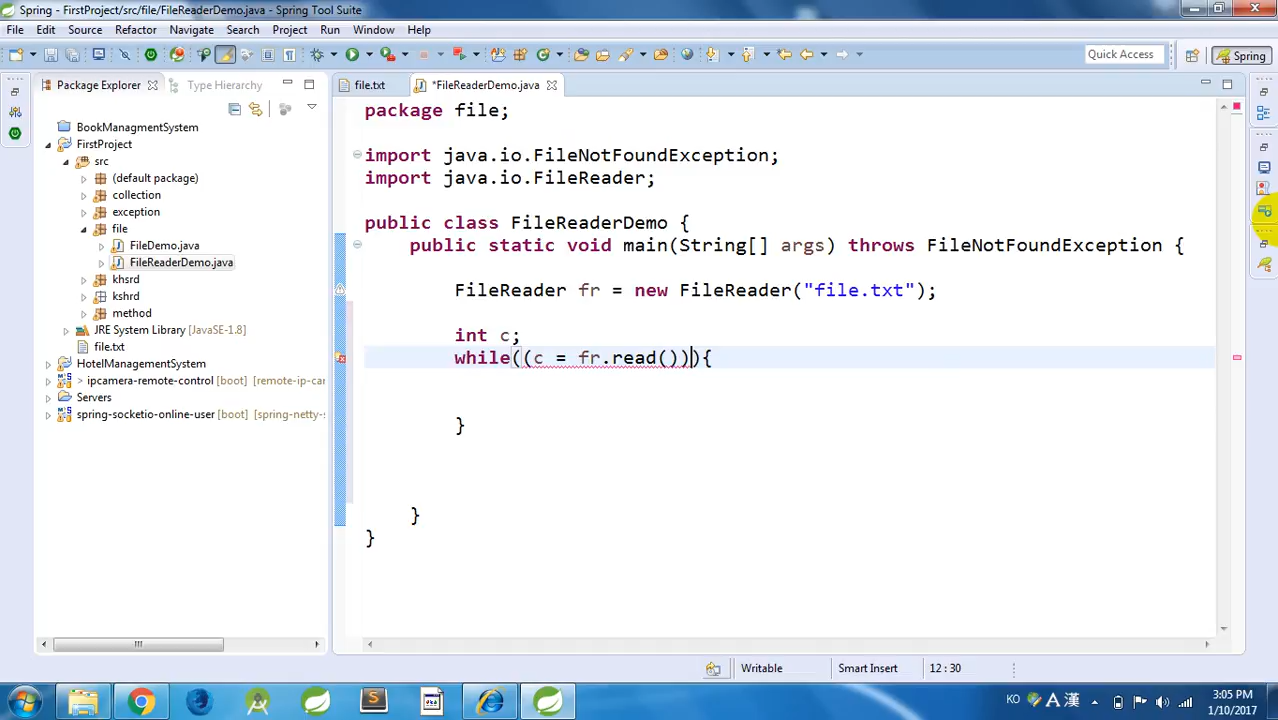 Spring - FirstProject/src/file/FileReaderDemo.java - Spring Tool Suite
File Edit Source Refactor Navigate Search Project Run Window Help
Quick Access Spring
Package Explorer Type Hierarchy
file.txt *FileReaderDemo.java
BookManagmentSystem
FirstProject
src
(default package)
collection
exception
file
FileDemo.java
FileReaderDemo.java
khsrd
kshrd
method
JRE System Library [JavaSE-1.8]
file.txt
HotelManagementSystem
> ipcamera-remote-control [boot] [remote-ip-ca
Servers
spring-socketio-online-user [boot] [spring-netty-s
package file;
import java.io.FileNotFoundException;
import java.io.FileReader;
public class FileReaderDemo {
public static void main(String[] args) throws FileNotFoundException {
FileReader fr = new FileReader("file.txt");
int c;
while((c = fr.read())){
}
}
}
Writable Smart Insert 12 : 30
KO A 漢 3:05 PM
1/10/2017